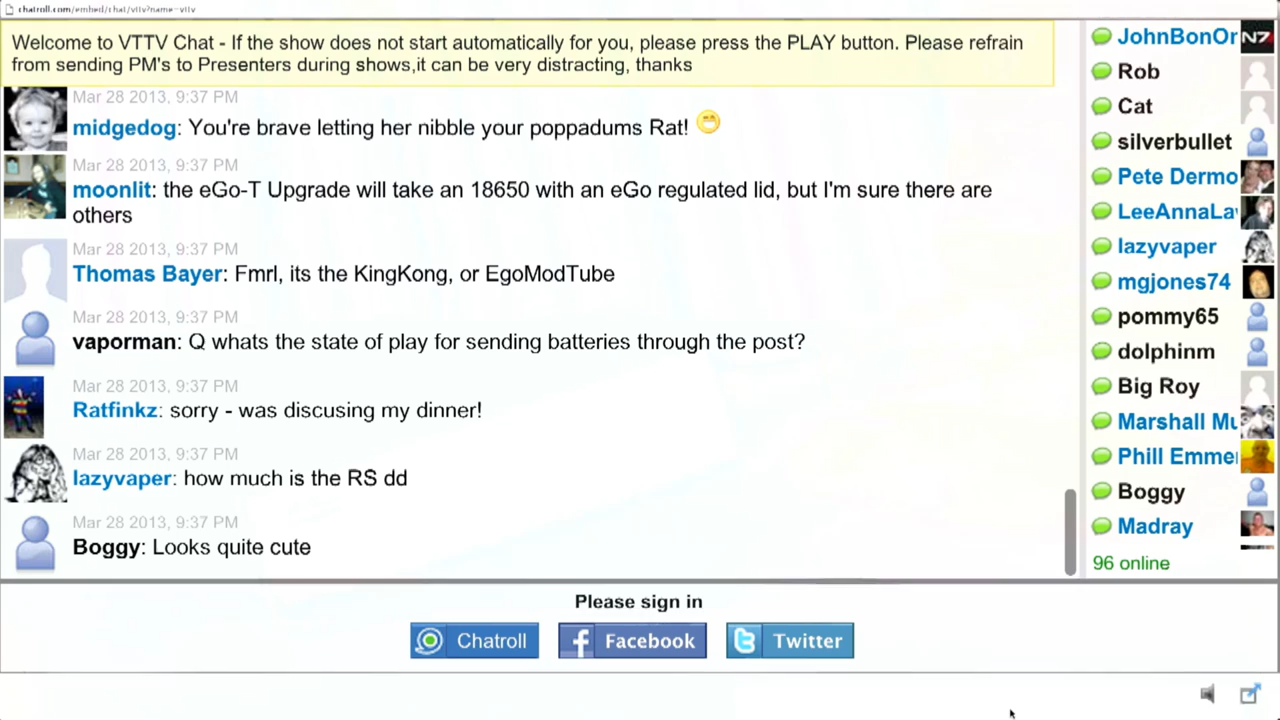 chatroll.com/embed/chat/vttv?name=vttv
Welcome to VTTV Chat - If the show does not start automatically for you, please press the PLAY button. Please refrain
from sending PM's to Presenters during shows,it can be very distracting, thanks
Mar 28 2013, 9:37 PM
midgedog: You're brave letting her nibble your poppadums Rat!
Mar 28 2013, 9:37 PM
moonlit: the eGo-T Upgrade will take an 18650 with an eGo regulated lid, but I'm sure there are
others
Mar 28 2013, 9:37 PM
Thomas Bayer: Fmrl, its the KingKong, or EgoModTube
Mar 28 2013, 9:37 PM
vaporman: Q whats the state of play for sending batteries through the post?
Mar 28 2013, 9:37 PM
Ratfinkz: sorry - was discusing my dinner!
Mar 28 2013, 9:37 PM
lazyvaper: how much is the RS dd
Mar 28 2013, 9:37 PM
Boggy: Looks quite cute
JohnBonOr
N7
Rob
Cat
silverbullet
Pete Dermo
LeeAnnaLa
lazyvaper
mgjones74
pommy65
dolphinm
Big Roy
Marshall Mu
Phill Emme
Boggy
Madray
96 online
Please sign in
Chatroll
Facebook
Twitter